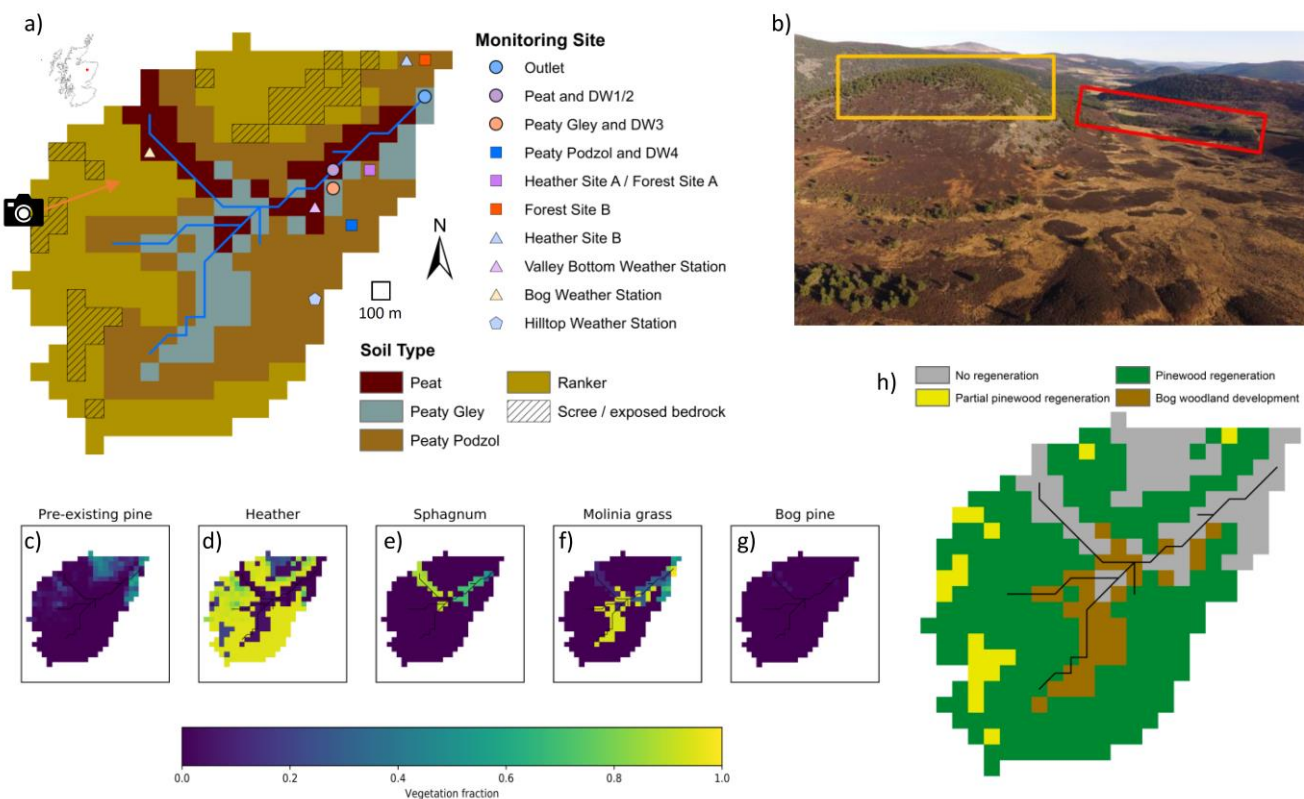 a)
Monitoring Site
Outlet
Peat and DW1/2
Peaty Gley and DW3
Peaty Podzol and DW4
Heather Site A / Forest Site A
Forest Site B
Heather Site B
Valley Bottom Weather Station
Bog Weather Station
Hilltop Weather Station
N
100 m
Soil Type
Peat
Peaty Gley
Peaty Podzol
Ranker
Scree / exposed bedrock
b)
h)
No regeneration
Pinewood regeneration
Partial pinewood regeneration
Bog woodland development
Pre-existing pine
Heather
Sphagnum
Molinia grass
Bog pine
c)
d)
e)
f)
g)
0.0
0.2
0.4
0.6
0.8
1.0
Vegetation fraction